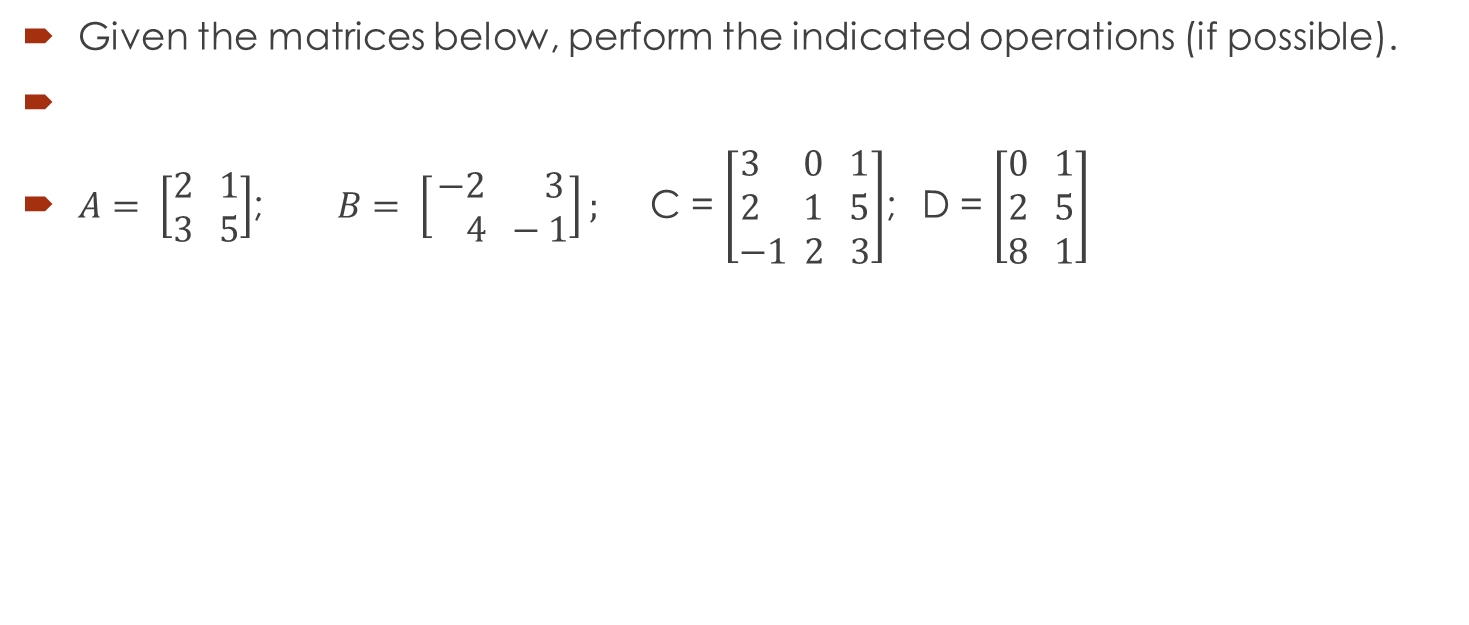 Given the matrices below, perform the indicated operations (if possible).
A = [2 1; 3 5]; B = [−2 3; 4 −1]; C = [3 0 1; 2 1 5; −1 2 3]; D = [0 1; 2 5; 8 1]